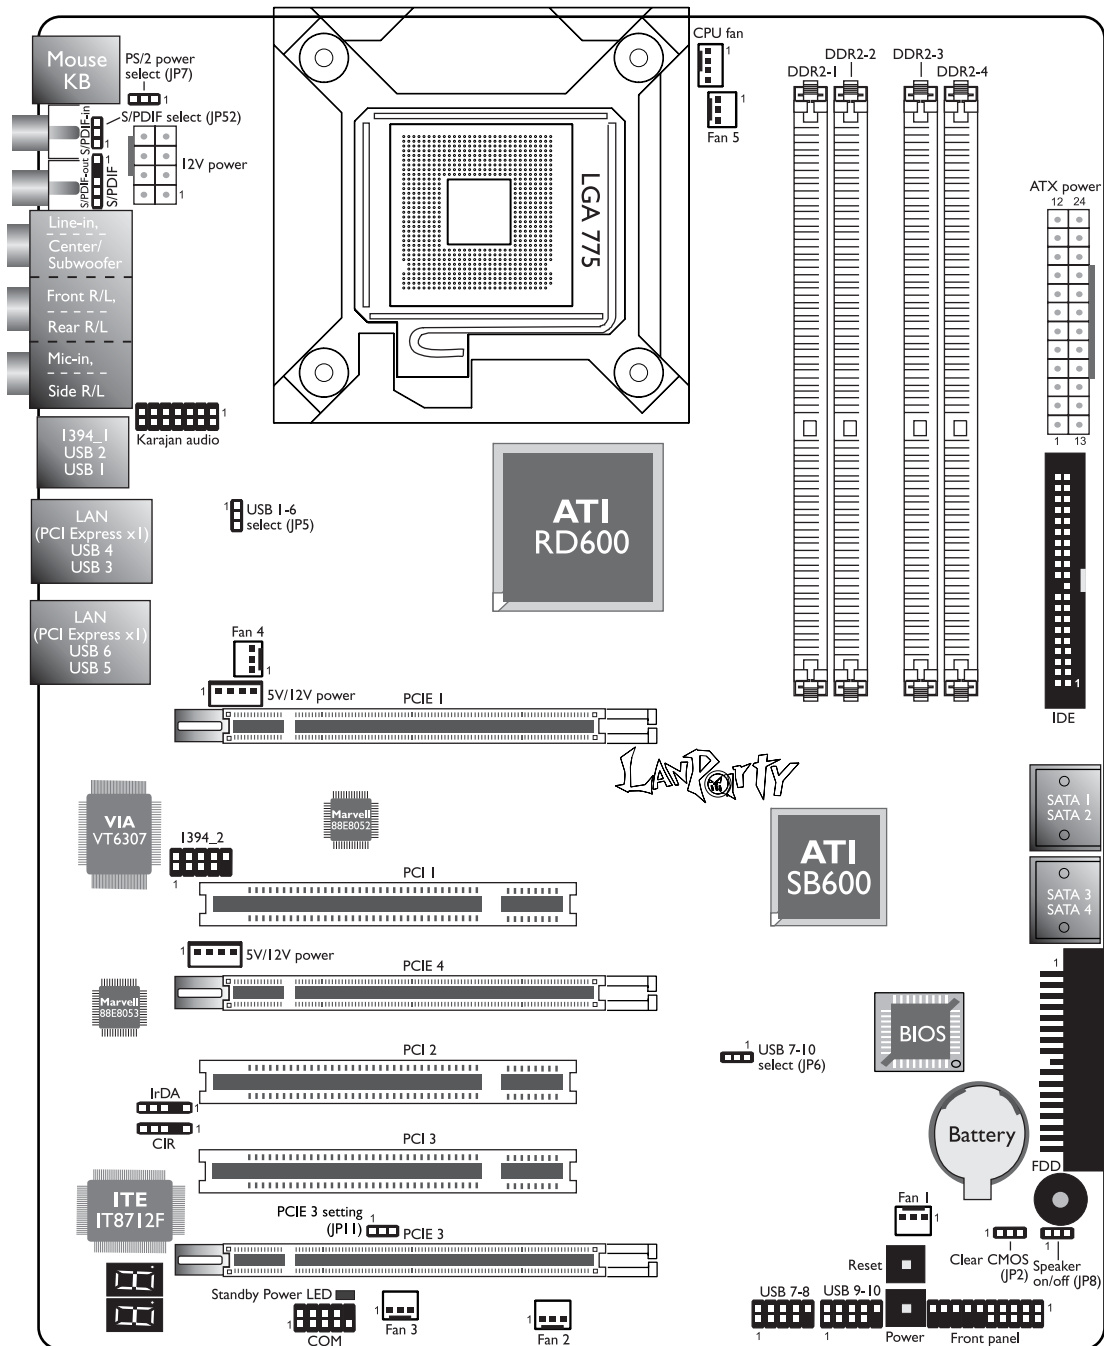 CPU fan
1
DDR2-1
DDR2-2
DDR2-3
DDR2-4
Mouse
KB
PS/2 power
select (JP7)
1
Fan 5
1
S/PDIF-in
1
S/PDIF select (JP52)
S/PDIF-out
1
S/PDIF
12V power
1
LGA 775
ATX power
12 24
1 13
Line-in,
Center/
Subwoofer
Front R/L,
Rear R/L
Mic-in,
Side R/L
1
Karajan audio
1394_1
USB 2
USB 1
LAN
(PCI Express x1)
USB 4
USB 3
1
USB 1-6
select (JP5)
ATI
RD600
LAN
(PCI Express x1)
USB 6
USB 5
Fan 4
1
1
5V/12V power
PCIE 1
1
IDE
LANPARTY
VIA
VT6307
1394_2
1
Marvell
88E8052
SATA 1
SATA 2
ATI
SB600
PCI 1
SATA 3
SATA 4
1
5V/12V power
PCIE 4
1
Marvell
88E8053
BIOS
PCI 2
1
USB 7-10
select (JP6)
IrDA
1
CIR
1
Battery
PCI 3
FDD
ITE
IT8712F
PCIE 3 setting
(JP11)
1
PCIE 3
Fan 1
1
1
Clear CMOS
(JP2)
1
Speaker
on/off (JP8)
Reset
Standby Power LED
1
COM
1
Fan 3
1
Fan 2
USB 7-8
1
USB 9-10
1
Power
1
Front panel